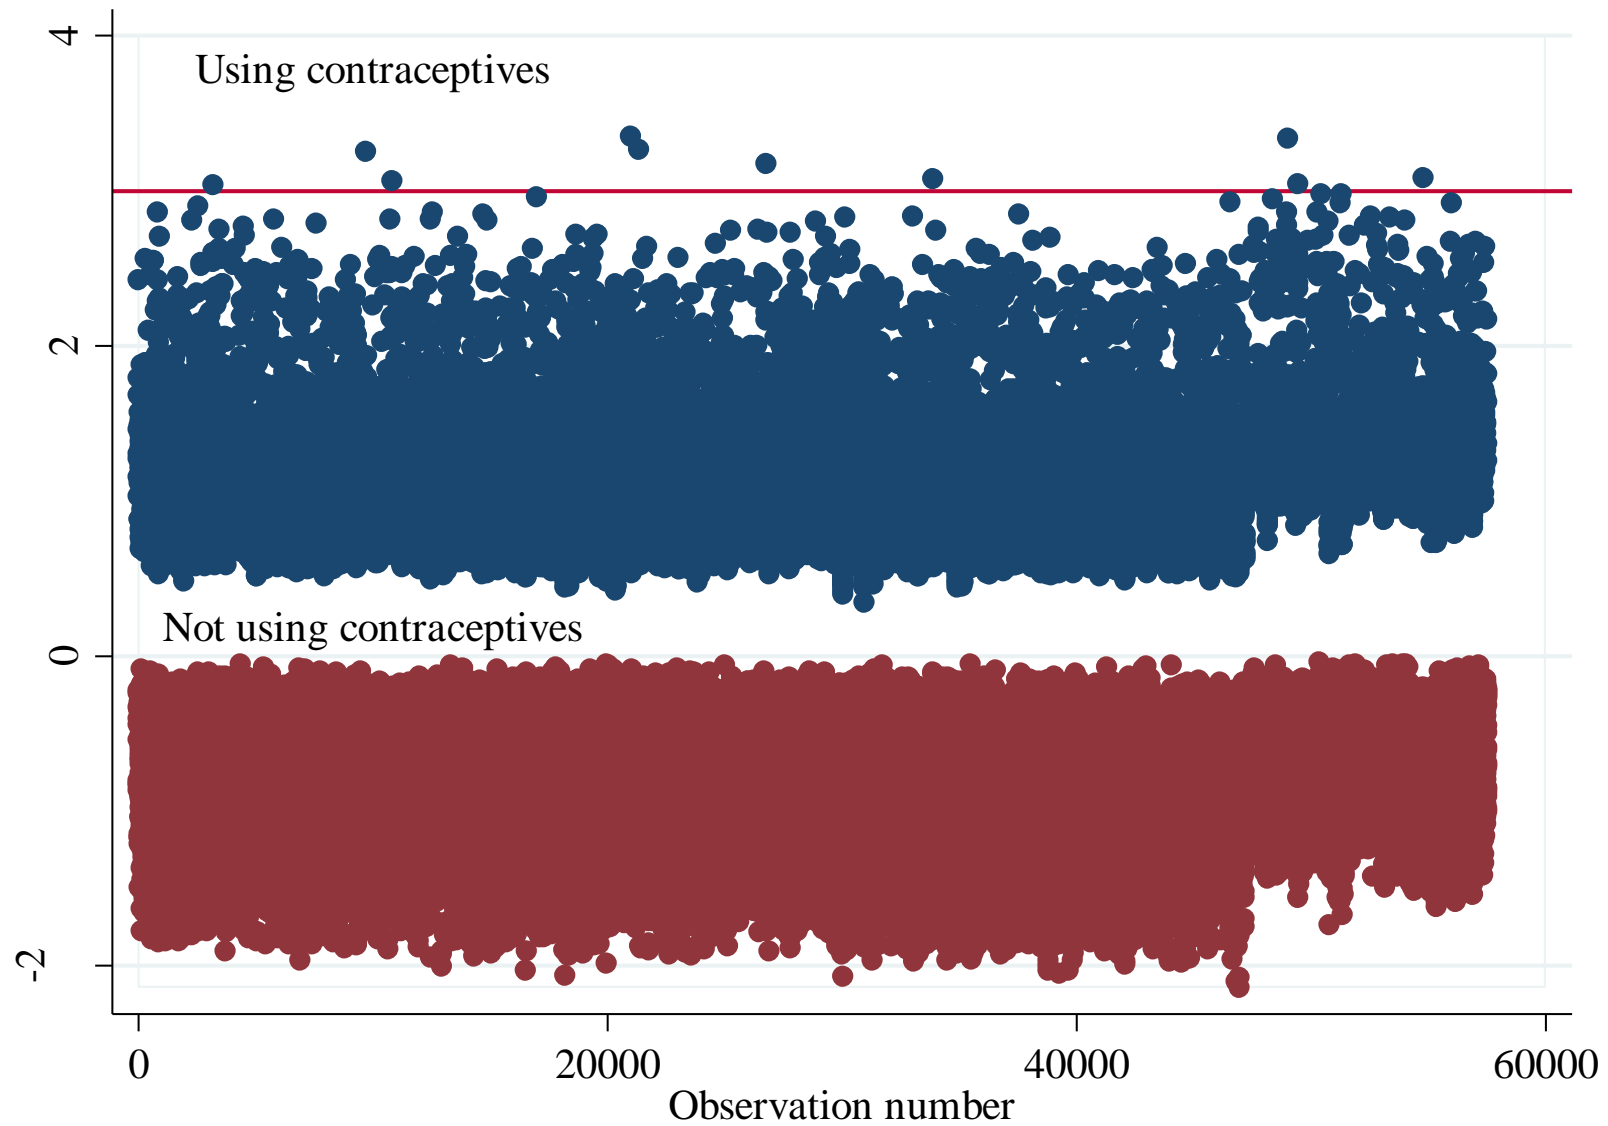 4
Using contraceptives
2
Not using contraceptives
0
-2
0 20000 40000 60000
Observation number